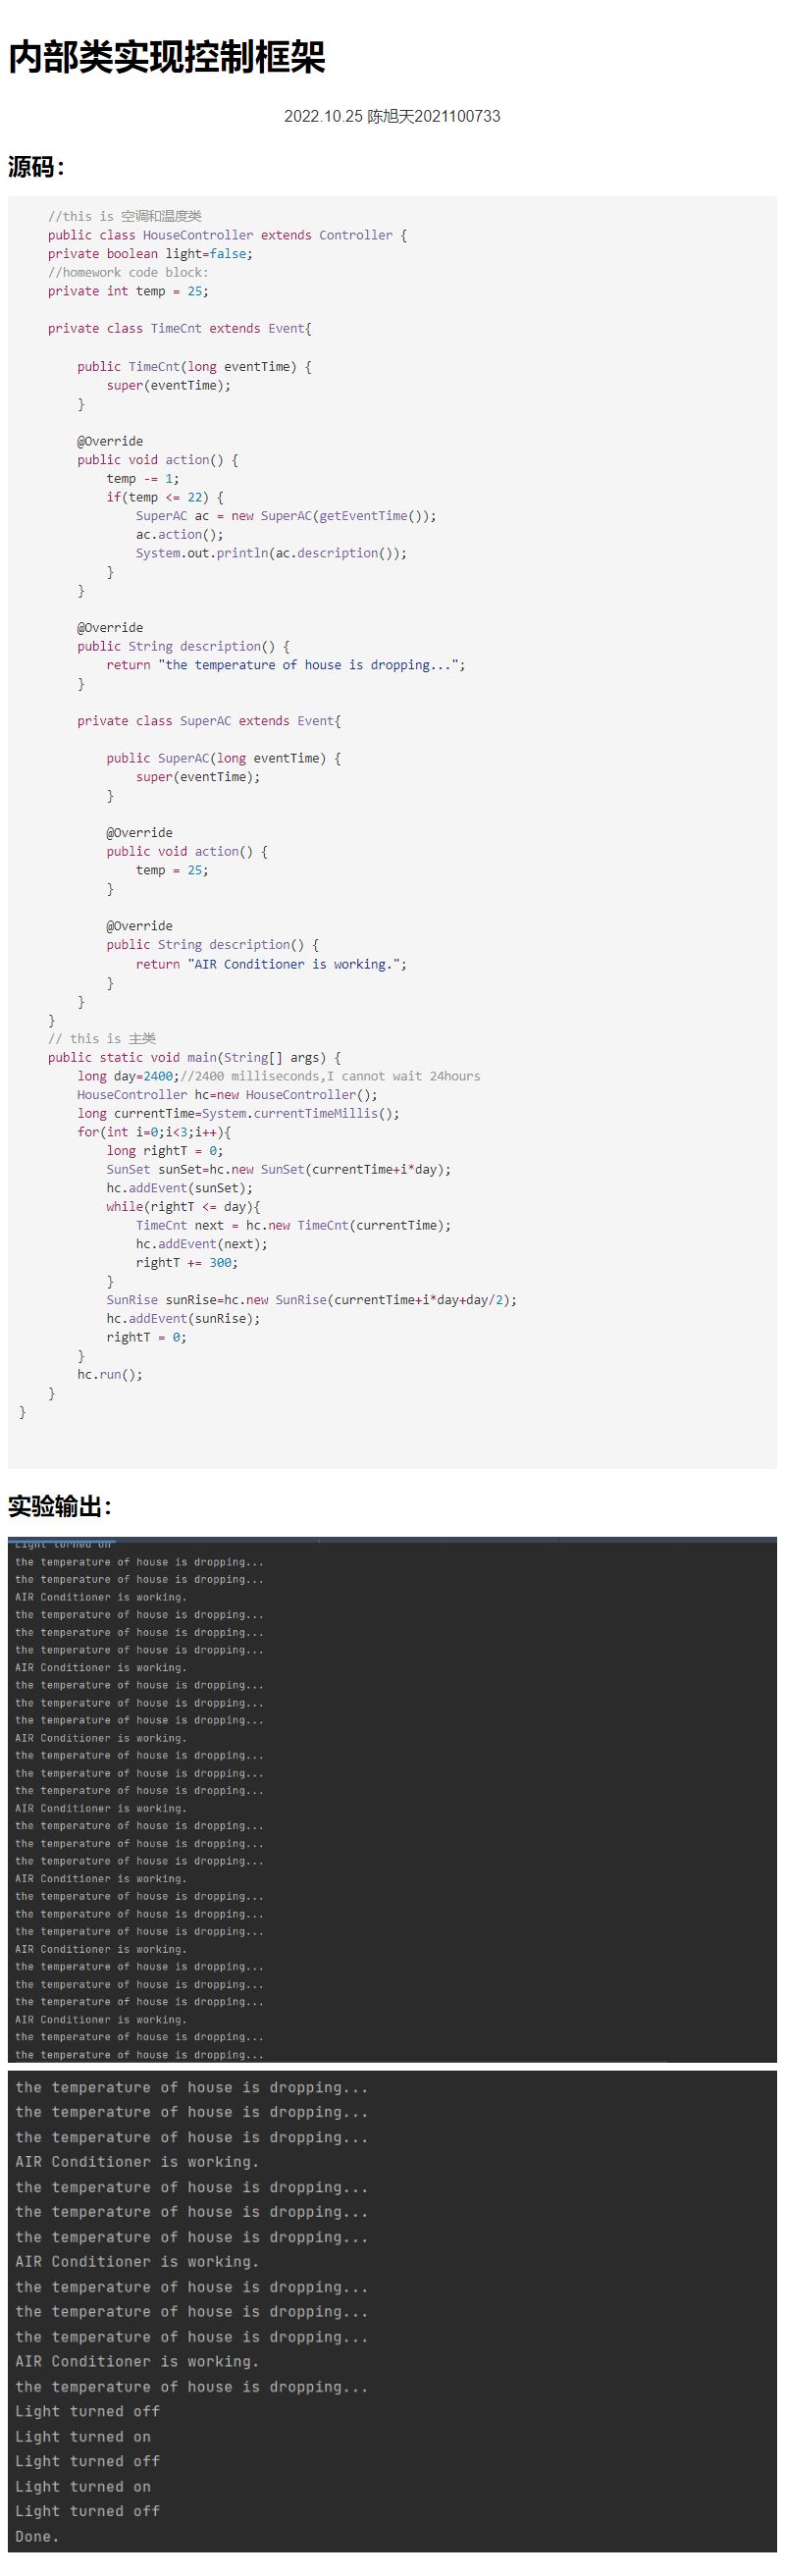 内部类实现控制框架
2022.10.25 陈旭天2021100733
源码：
//this is 空调和温度类
public class HouseController extends Controller {
private boolean light=false;
//homework code block:
private int temp = 25;
private class TimeCnt extends Event{
public TimeCnt(long eventTime) {
super(eventTime);
}
@Override
public void action() {
temp -= 1;
if(temp <= 22) {
SuperAC ac = new SuperAC(getEventTime());
ac.action();
System.out.println(ac.description());
}
}
@Override
public String description() {
return "the temperature of house is dropping...";
}
private class SuperAC extends Event{
public SuperAC(long eventTime) {
super(eventTime);
}
@Override
public void action() {
temp = 25;
}
@Override
public String description() {
return "AIR Conditioner is working.";
}
}
}
// this is 主类
public static void main(String[] args) {
long day=2400;//2400 milliseconds,I cannot wait 24hours
HouseController hc=new HouseController();
long currentTime=System.currentTimeMillis();
for(int i=0;i<3;i++){
long rightT = 0;
SunSet sunSet=hc.new SunSet(currentTime+i*day);
hc.addEvent(sunSet);
while(rightT <= day){
TimeCnt next = hc.new TimeCnt(currentTime);
hc.addEvent(next);
rightT += 300;
}
SunRise sunRise=hc.new SunRise(currentTime+i*day+day/2);
hc.addEvent(sunRise);
rightT = 0;
}
hc.run();
}
}
实验输出：
Light turned on
the temperature of house is dropping...
the temperature of house is dropping...
AIR Conditioner is working.
the temperature of house is dropping...
the temperature of house is dropping...
the temperature of house is dropping...
AIR Conditioner is working.
the temperature of house is dropping...
the temperature of house is dropping...
the temperature of house is dropping...
AIR Conditioner is working.
the temperature of house is dropping...
the temperature of house is dropping...
the temperature of house is dropping...
AIR Conditioner is working.
the temperature of house is dropping...
the temperature of house is dropping...
the temperature of house is dropping...
AIR Conditioner is working.
the temperature of house is dropping...
the temperature of house is dropping...
the temperature of house is dropping...
AIR Conditioner is working.
the temperature of house is dropping...
the temperature of house is dropping...
the temperature of house is dropping...
AIR Conditioner is working.
the temperature of house is dropping...
the temperature of house is dropping...
the temperature of house is dropping...
the temperature of house is dropping...
the temperature of house is dropping...
AIR Conditioner is working.
the temperature of house is dropping...
the temperature of house is dropping...
the temperature of house is dropping...
AIR Conditioner is working.
the temperature of house is dropping...
the temperature of house is dropping...
the temperature of house is dropping...
AIR Conditioner is working.
the temperature of house is dropping...
Light turned off
Light turned on
Light turned off
Light turned on
Light turned off
Done.